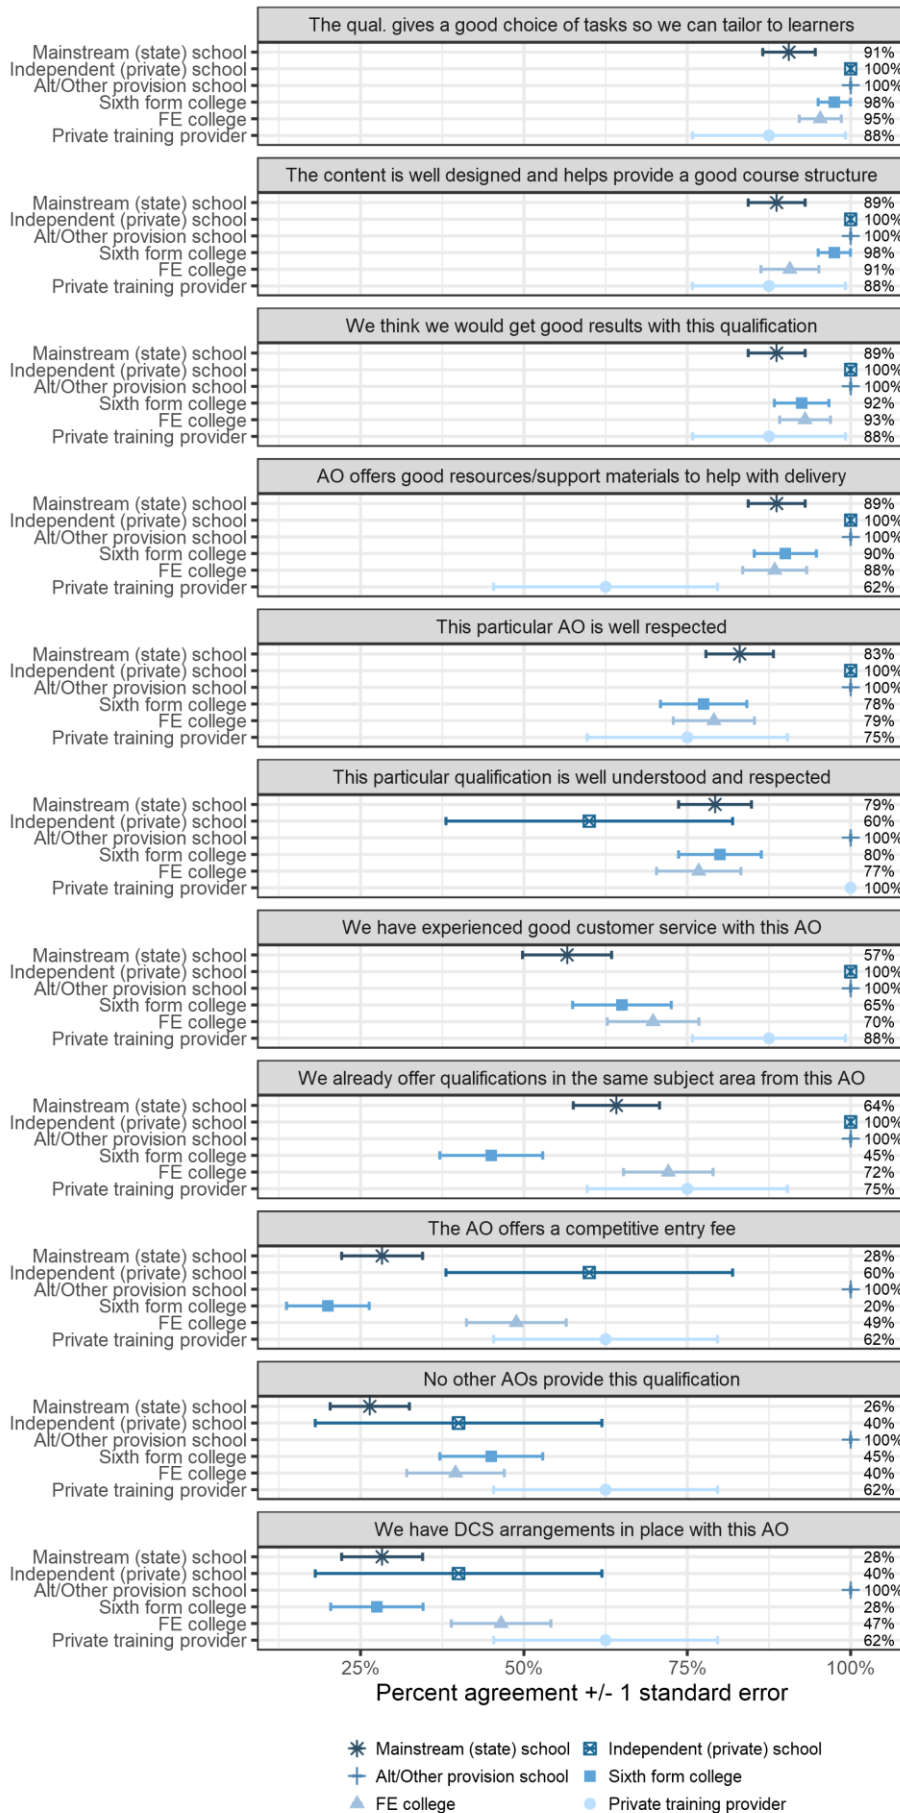 The qual. gives a good choice of tasks so we can tailor to learners
Mainstream (state) school 91%
Independent (private) school 100%
Alt/Other provision school 100%
Sixth form college 98%
FE college 95%
Private training provider 88%
The content is well designed and helps provide a good course structure
Mainstream (state) school 89%
Independent (private) school 100%
Alt/Other provision school 100%
Sixth form college 98%
FE college 91%
Private training provider 88%
We think we would get good results with this qualification
Mainstream (state) school 89%
Independent (private) school 100%
Alt/Other provision school 100%
Sixth form college 92%
FE college 93%
Private training provider 88%
AO offers good resources/support materials to help with delivery
Mainstream (state) school 89%
Independent (private) school 100%
Alt/Other provision school 100%
Sixth form college 90%
FE college 88%
Private training provider 62%
This particular AO is well respected
Mainstream (state) school 83%
Independent (private) school 100%
Alt/Other provision school 100%
Sixth form college 78%
FE college 79%
Private training provider 75%
This particular qualification is well understood and respected
Mainstream (state) school 79%
Independent (private) school 60%
Alt/Other provision school 100%
Sixth form college 80%
FE college 77%
Private training provider 100%
We have experienced good customer service with this AO
Mainstream (state) school 57%
Independent (private) school 100%
Alt/Other provision school 100%
Sixth form college 65%
FE college 70%
Private training provider 88%
We already offer qualifications in the same subject area from this AO
Mainstream (state) school 64%
Independent (private) school 100%
Alt/Other provision school 100%
Sixth form college 45%
FE college 72%
Private training provider 75%
The AO offers a competitive entry fee
Mainstream (state) school 28%
Independent (private) school 60%
Alt/Other provision school 100%
Sixth form college 20%
FE college 49%
Private training provider 62%
No other AOs provide this qualification
Mainstream (state) school 26%
Independent (private) school 40%
Alt/Other provision school 100%
Sixth form college 45%
FE college 40%
Private training provider 62%
We have DCS arrangements in place with this AO
Mainstream (state) school 28%
Independent (private) school 40%
Alt/Other provision school 100%
Sixth form college 28%
FE college 47%
Private training provider 62%
25% 50% 75% 100%
Percent agreement +/- 1 standard error
Mainstream (state) school Independent (private) school
Alt/Other provision school Sixth form college
FE college Private training provider